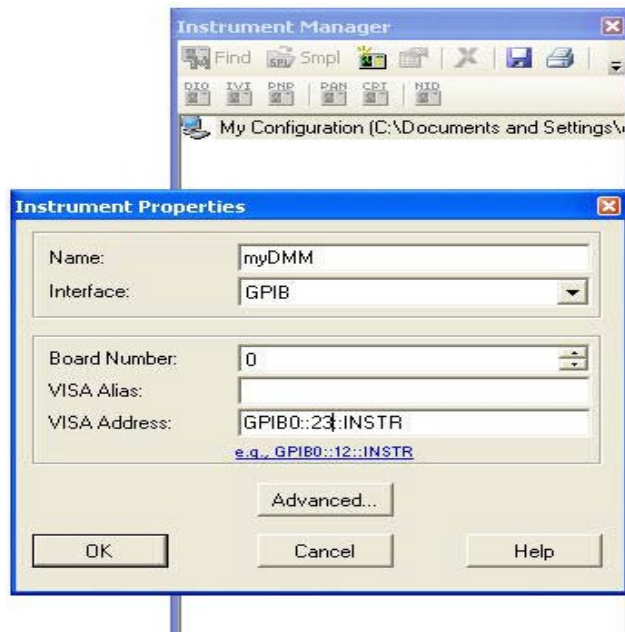 Instrument Manager
Find Smpl
DIO IVI PNP PAN CPT NID
My Configuration (C:\Documents and Settings\
Instrument Properties
Name: myDMM
Interface: GPIB
Board Number: 0
VISA Alias:
VISA Address: GPIB0::23::INSTR
e.g., GPIB0::12::INSTR
Advanced...
OK Cancel Help